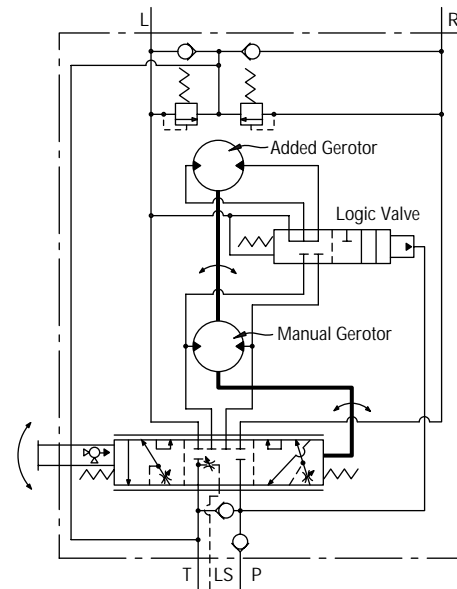 L R
Added Gerotor
Logic Valve
Manual Gerotor
T LS P